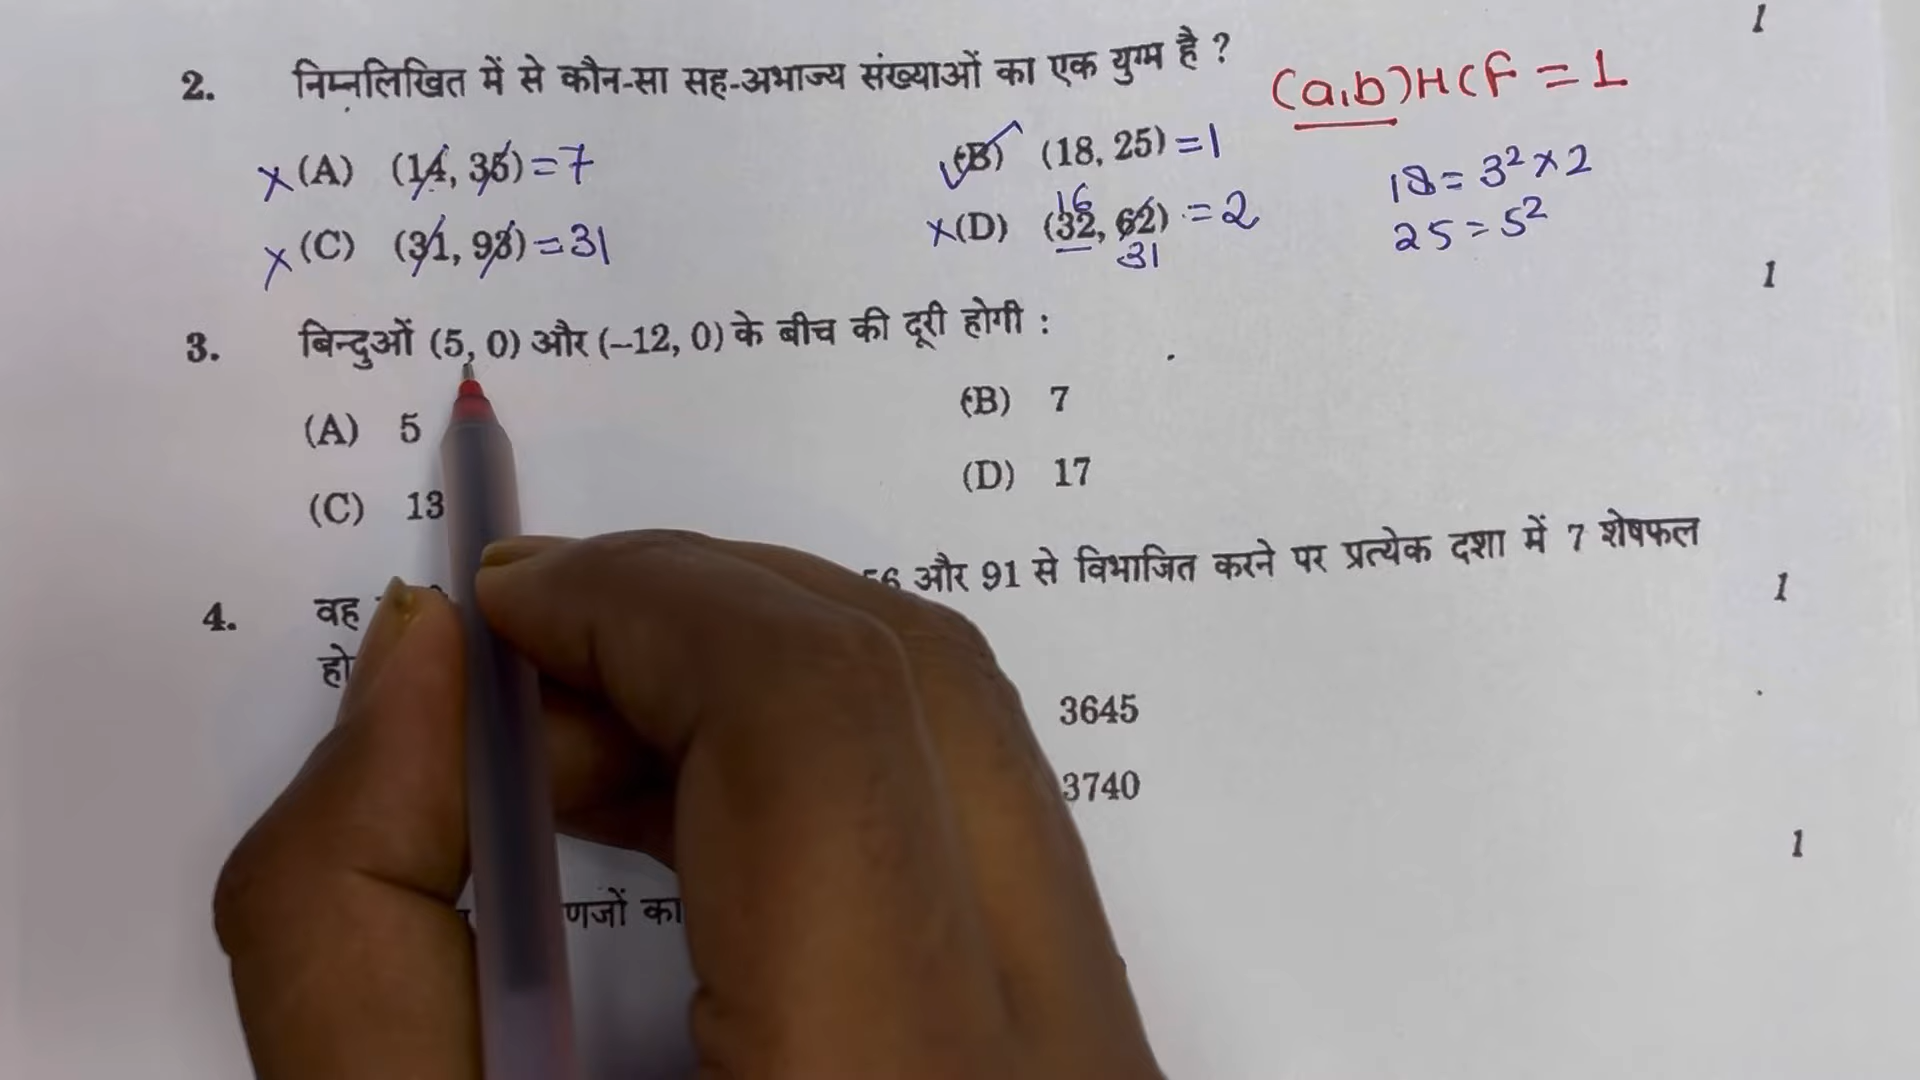 1
2. निम्नलिखित में से कौन-सा सह-अभाज्य संख्याओं का एक युग्म है ?
(a,b)HCF = 1
×(A) (14, 35) = 7
(B) (18, 25) = 1
18 = 3² × 2
16
×(C) (31, 93) = 31
×(D) (32, 62) = 2
25 = 5²
31
1
3. बिन्दुओं (5, 0) और (–12, 0) के बीच की दूरी होगी :
(A) 5
(B) 7
(C) 13
(D) 17
4. वह 56 और 91 से विभाजित करने पर प्रत्येक दशा में 7 शेषफल
1
3645
3740
1
का